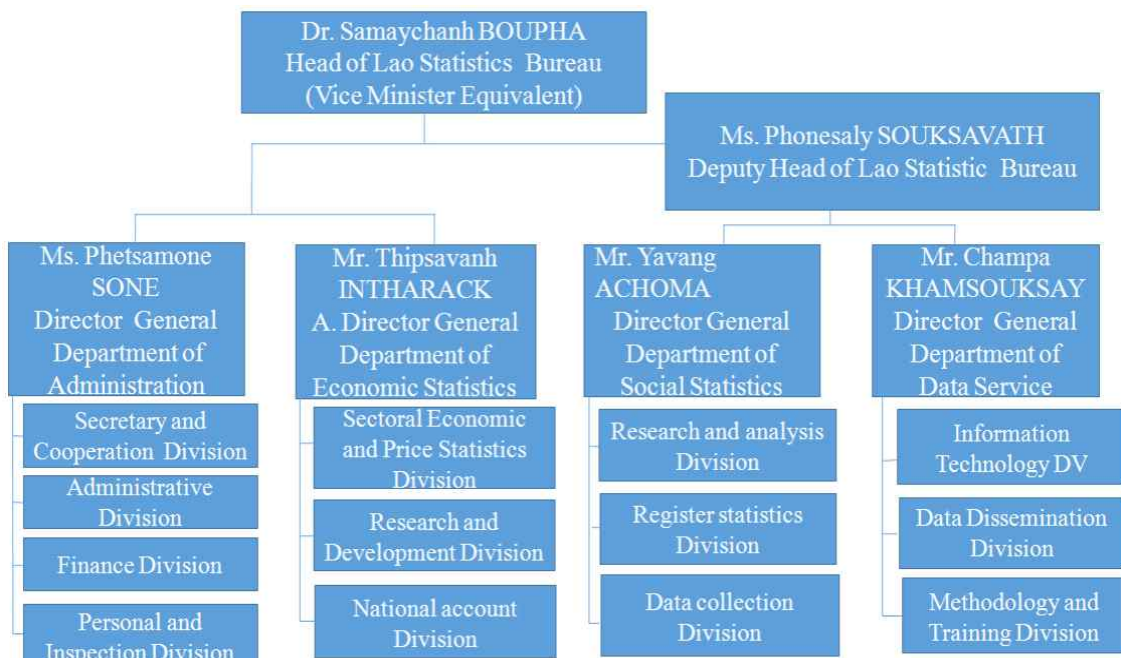 Dr. Samaychanh BOUPHA
Head of Lao Statistics Bureau
(Vice Minister Equivalent)
Ms. Phonesaly SOUKSAVATH
Deputy Head of Lao Statistic Bureau
Ms. Phetsamone
SONE
Director General
Department of
Administration
Secretary and
Cooperation Division
Administrative
Division
Finance Division
Personal and
Inspection Division
Mr. Thipsavanh
INTHARACK
A. Director General
Department of
Economic Statistics
Sectoral Economic
and Price Statistics
Division
Research and
Development Division
National account
Division
Mr. Yavang
ACHOMA
Director General
Department of
Social Statistics
Research and analysis
Division
Register statistics
Division
Data collection
Division
Mr. Champa
KHAMSOUKSAY
Director General
Department of
Data Service
Information
Technology DV
Data Dissemination
Division
Methodology and
Training Division